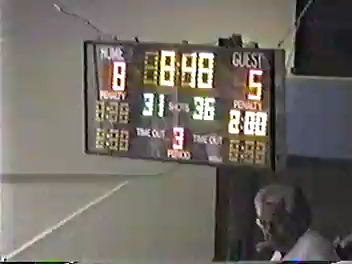 HOME 8:48 GUEST
8 5
PENALTY 31 SHOTS 36 PENALTY
8:00
TIME OUT 3 TIME OUT
PERIOD